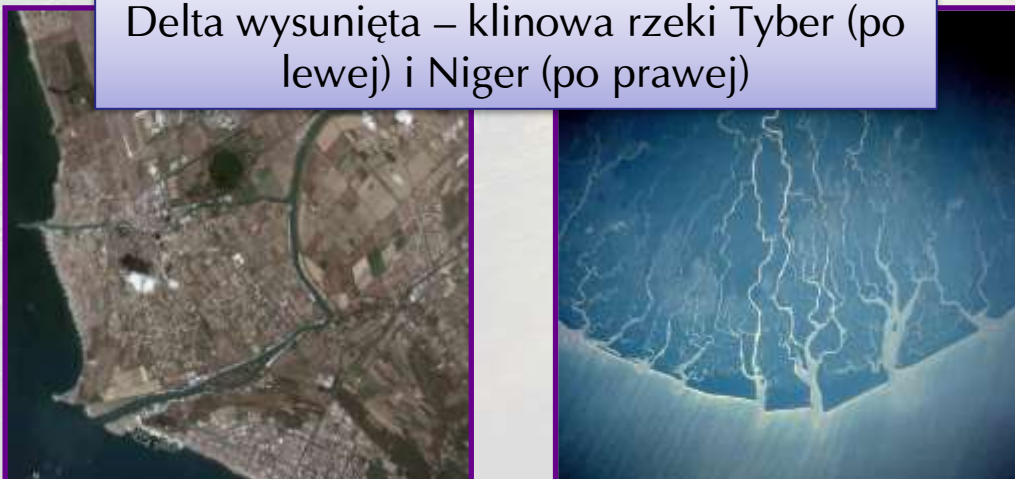 Delta wysunięta – klinowa rzeki Tyber (po
lewej) i Niger (po prawej)